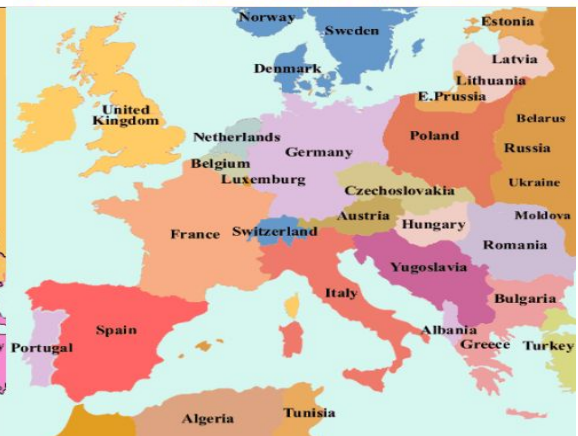 Norway
Sweden
Estonia
Latvia
Denmark
Lithuania
E.Prussia
United
Kingdom
Belarus
Netherlands
Poland
Russia
Germany
Belgium
Luxemburg
Czechoslovakia
Ukraine
Austria
Moldova
France
Switzerland
Hungary
Romania
Yugoslavia
Italy
Bulgaria
Spain
Albania
Portugal
Greece
Turkey
Algeria
Tunisia